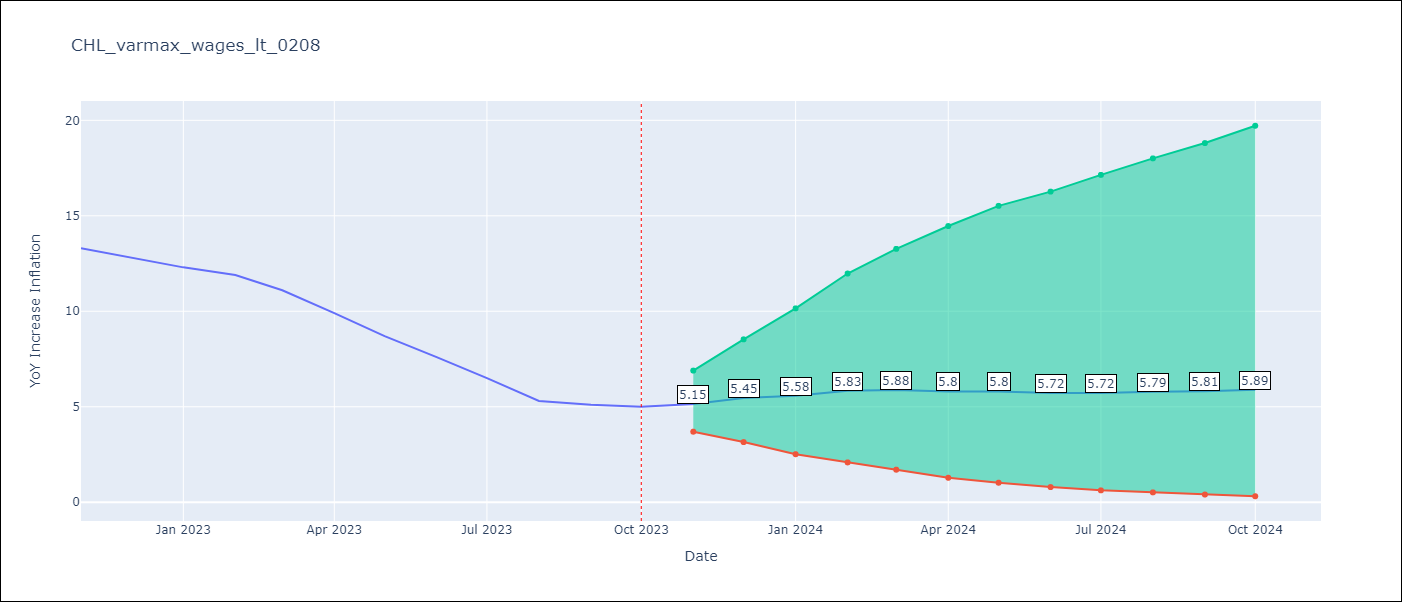 CHL_varmax_wages_lt_0208
YoY Increase Inflation
20
15
10
5
0
5.15
5.45
5.58
5.83
5.88
5.8
5.8
5.72
5.72
5.79
5.81
5.89
Jan 2023
Apr 2023
Jul 2023
Oct 2023
Jan 2024
Apr 2024
Jul 2024
Oct 2024
Date